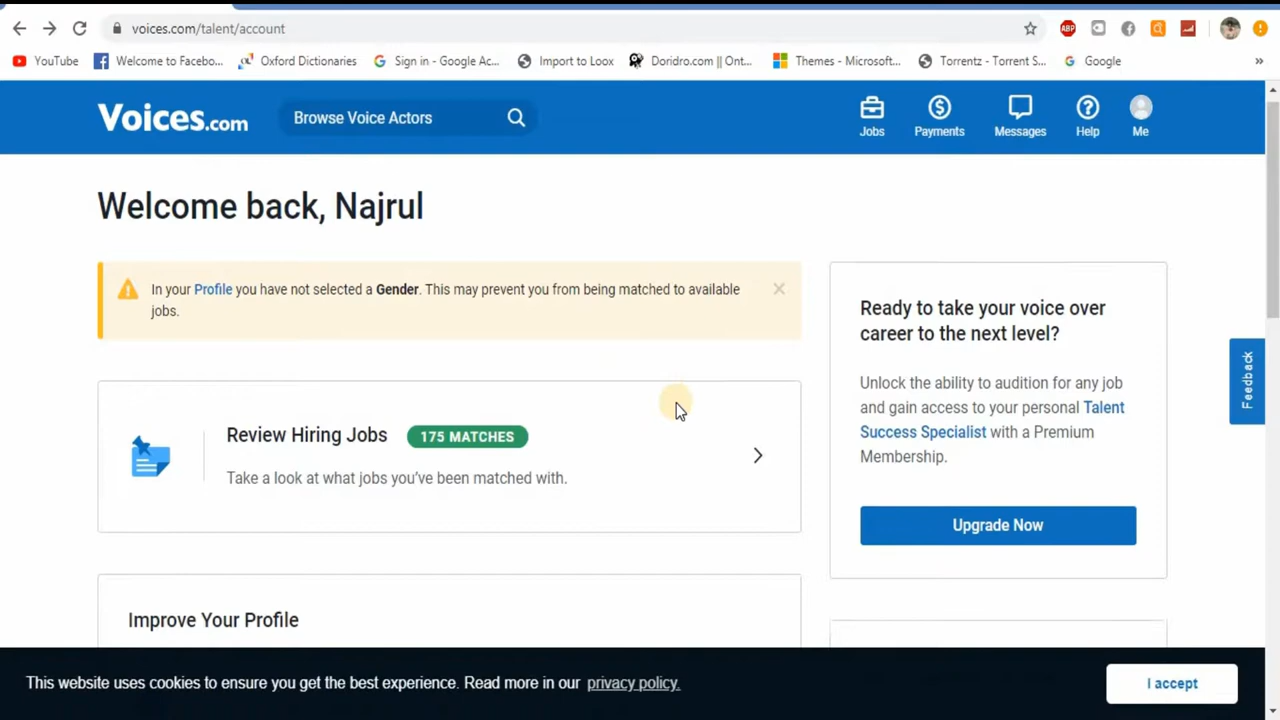 voices.com/talent/account
ABP
YouTube
Welcome to Facebo...
Oxford Dictionaries
Sign in - Google Ac...
Import to Loox
Doridro.com || Ont...
Themes - Microsoft...
Torrentz - Torrent S...
Google
»
Voices.com
Browse Voice Actors
Jobs
Payments
Messages
Help
Me
Welcome back, Najrul
In your Profile you have not selected a Gender. This may prevent you from being matched to available
jobs.
Review Hiring Jobs
175 MATCHES
Take a look at what jobs you've been matched with.
Improve Your Profile
Ready to take your voice over
career to the next level?
Unlock the ability to audition for any job
and gain access to your personal Talent
Success Specialist with a Premium
Membership.
Upgrade Now
Feedback
This website uses cookies to ensure you get the best experience. Read more in our privacy policy.
I accept